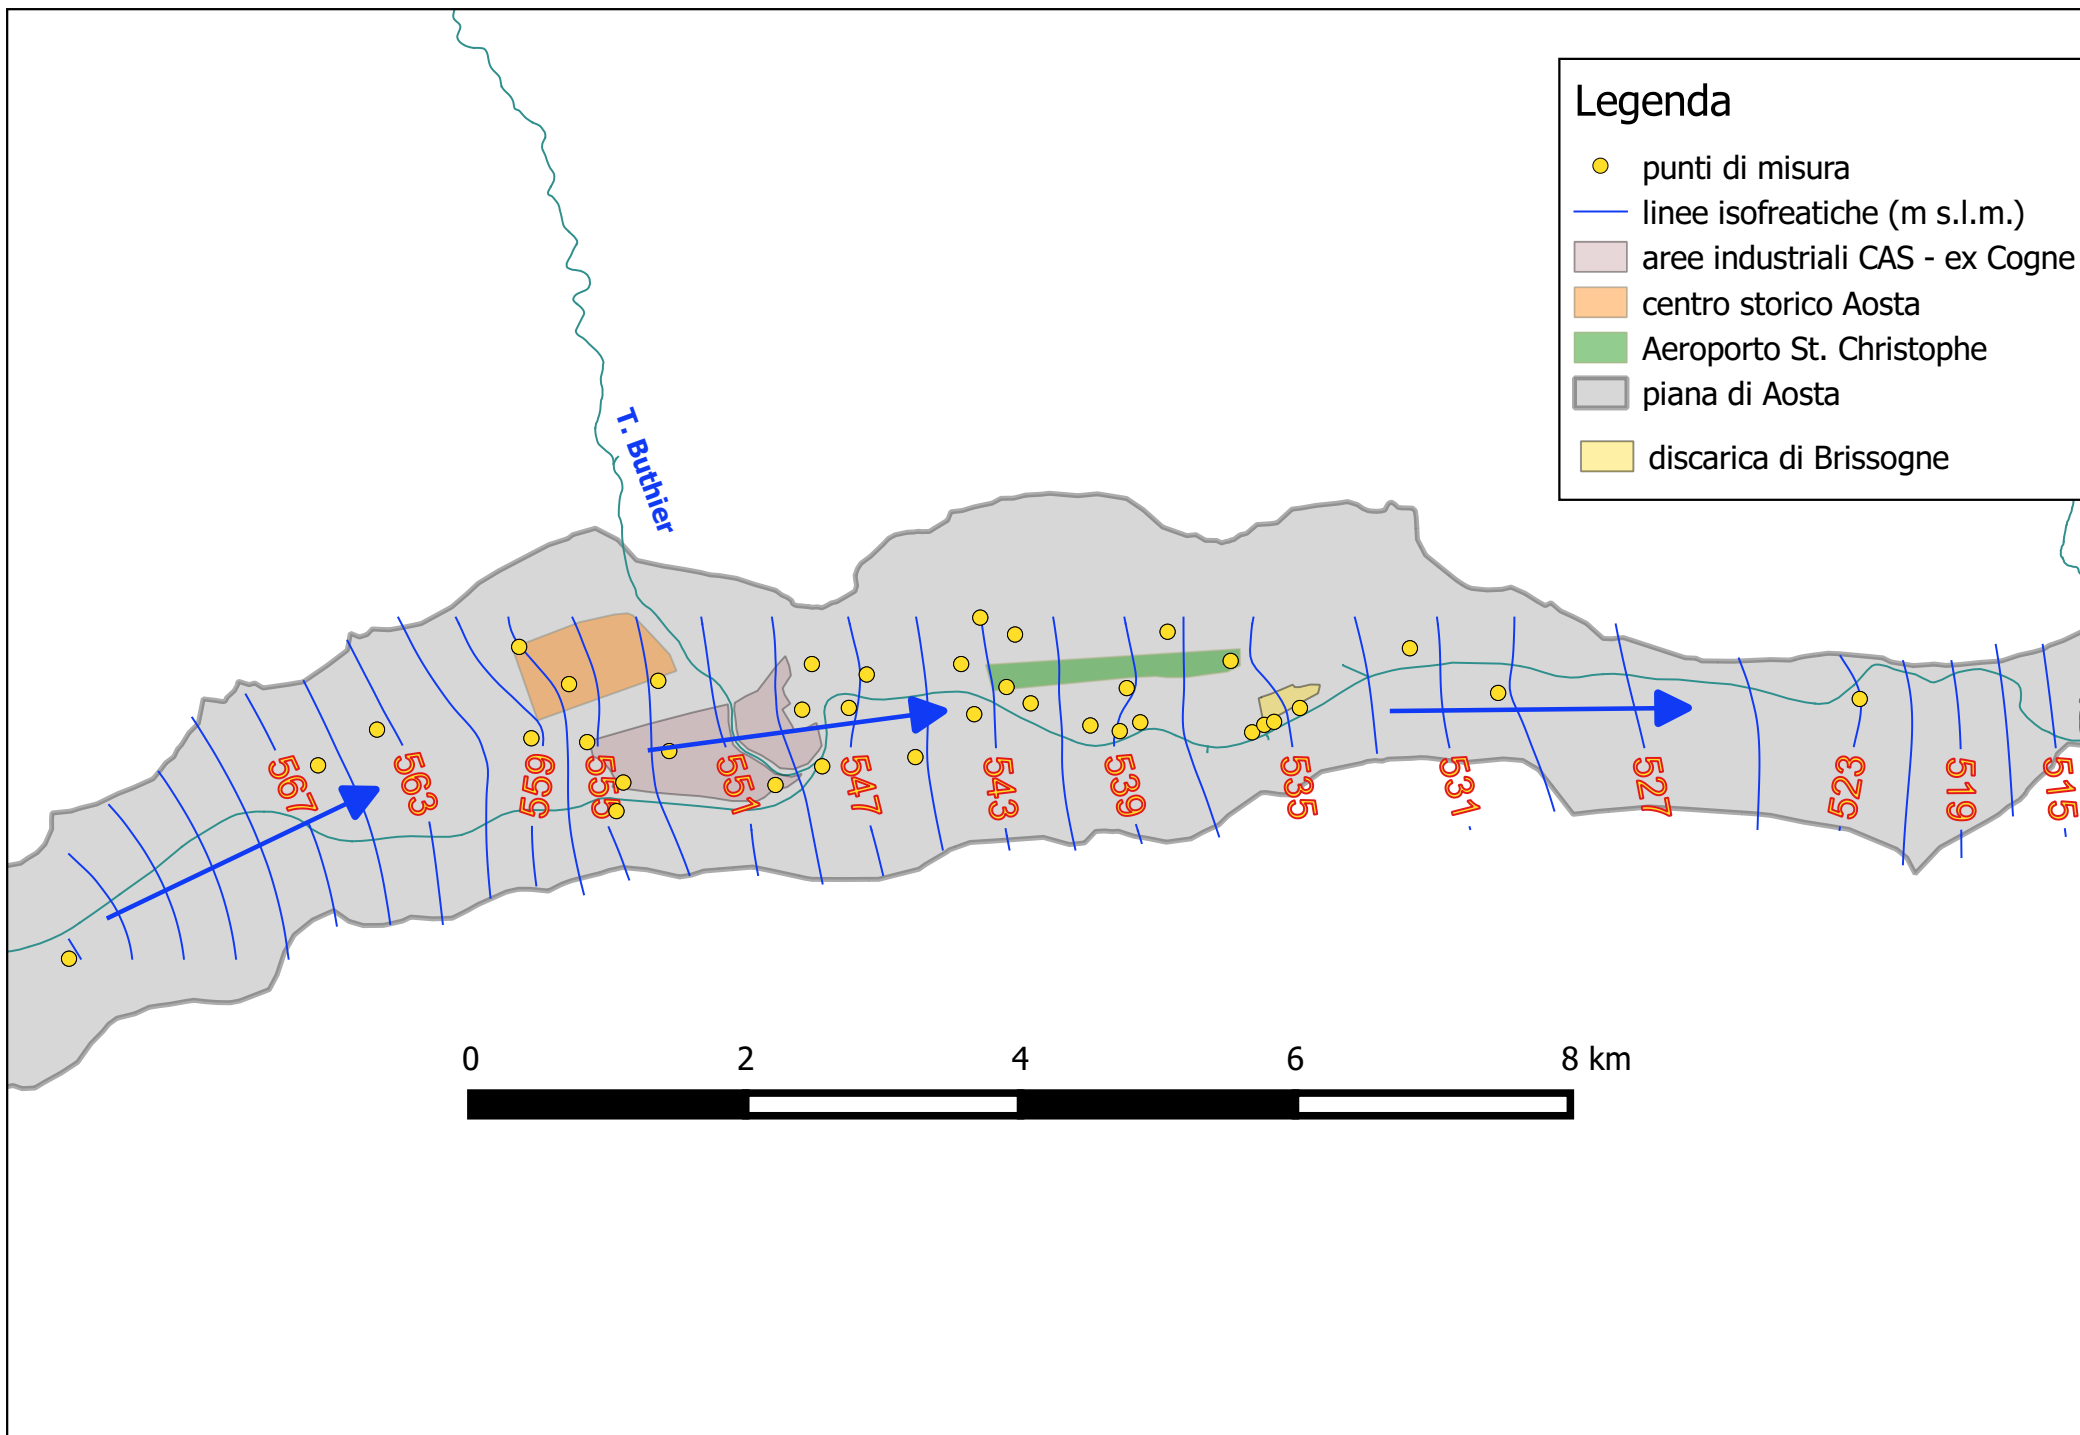 Legenda
punti di misura
linee isofreatiche (m s.l.m.)
aree industriali CAS - ex Cogne
centro storico Aosta
Aeroporto St. Christophe
piana di Aosta
discarica di Brissogne
T. Buthier
567
563
559
555
551
547
543
539
535
531
527
523
519
515
0 2 4 6 8 km